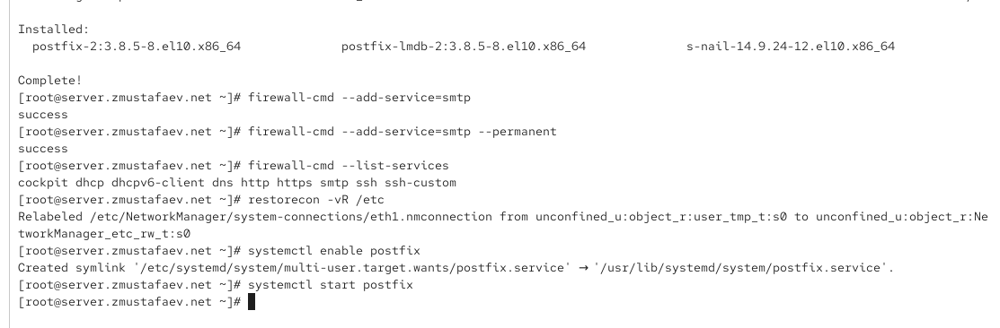 Installed:
  postfix-2:3.8.5-8.el10.x86_64              postfix-lmdb-2:3.8.5-8.el10.x86_64              s-nail-14.9.24-12.el10.x86_64

Complete!
[root@server.zmustafaev.net ~]# firewall-cmd --add-service=smtp
success
[root@server.zmustafaev.net ~]# firewall-cmd --add-service=smtp --permanent
success
[root@server.zmustafaev.net ~]# firewall-cmd --list-services
cockpit dhcp dhcpv6-client dns http https smtp ssh ssh-custom
[root@server.zmustafaev.net ~]# restorecon -vR /etc
Relabeled /etc/NetworkManager/system-connections/eth1.nmconnection from unconfined_u:object_r:user_tmp_t:s0 to unconfined_u:object_r:Ne
tworkManager_etc_rw_t:s0
[root@server.zmustafaev.net ~]# systemctl enable postfix
Created symlink '/etc/systemd/system/multi-user.target.wants/postfix.service' → '/usr/lib/systemd/system/postfix.service'.
[root@server.zmustafaev.net ~]# systemctl start postfix
[root@server.zmustafaev.net ~]#